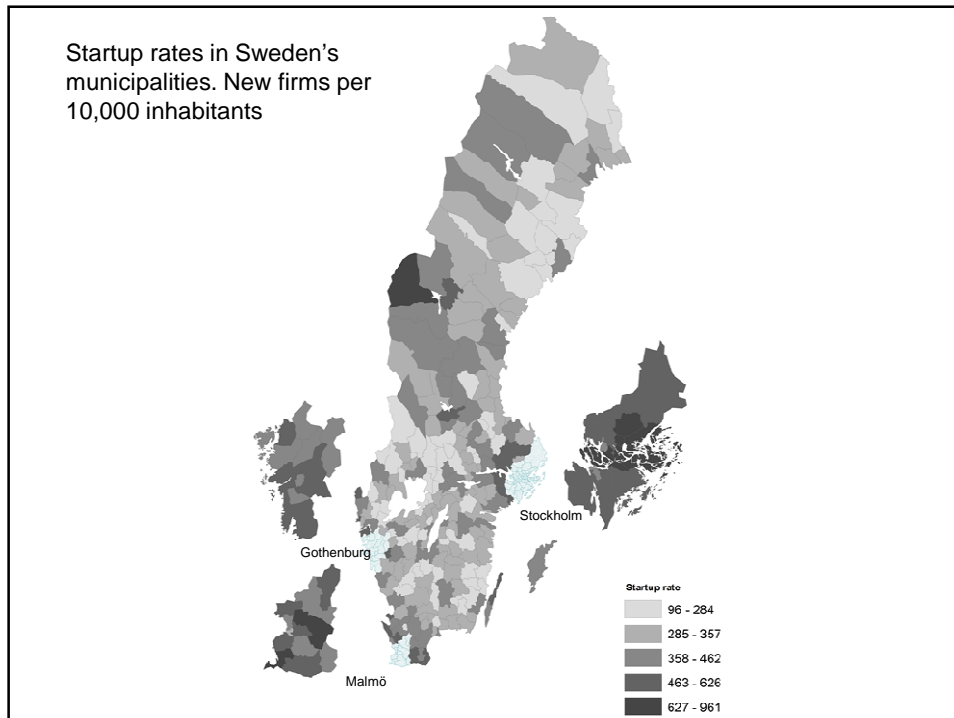 Startup rates in Sweden's
municipalities. New firms per
10,000 inhabitants
Stockholm
Gothenburg
Malmö
Startup rate
96 - 284
285 - 357
358 - 462
463 - 626
627 - 961